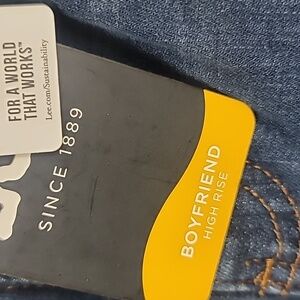 FOR A WORLD
THAT WORKS™
Lee.com/Sustainability
SINCE 1889
BOYFRIEND
HIGH RISE